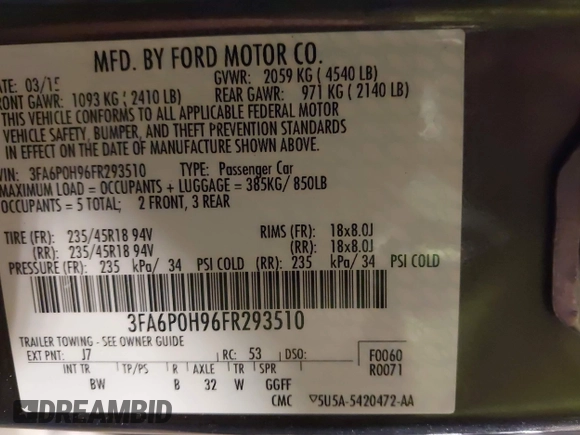 MFD. BY FORD MOTOR CO.
DATE: 03/15 GVWR: 2059 KG ( 4540 LB)
FRONT GAWR: 1093 KG ( 2410 LB) REAR GAWR: 971 KG ( 2140 LB)
THIS VEHICLE CONFORMS TO ALL APPLICABLE FEDERAL MOTOR
VEHICLE SAFETY, BUMPER, AND THEFT PREVENTION STANDARDS
IN EFFECT ON THE DATE OF MANUFACTURE SHOWN ABOVE.
VIN: 3FA6P0H96FR293510 TYPE: Passenger Car
MAXIMUM LOAD = OCCUPANTS + LUGGAGE = 385KG/ 850LB
OCCUPANTS = 5 TOTAL; 2 FRONT, 3 REAR
TIRE (FR): 235/45R18 94V RIMS (FR): 18x8.0J
(RR): 235/45R18 94V (RR): 18x8.0J
PRESSURE (FR): 235 kPa/ 34 PSI COLD (RR): 235 kPa/ 34 PSI COLD
3FA6P0H96FR293510
TRAILER TOWING - SEE OWNER GUIDE
EXT PNT: J7 RC: 53 DSO: F0060
INT TR TP/PS R AXLE TR SPR R0071
BW B 32 W GGFF
CMC 5U5A-5420472-AA
DREAMBID